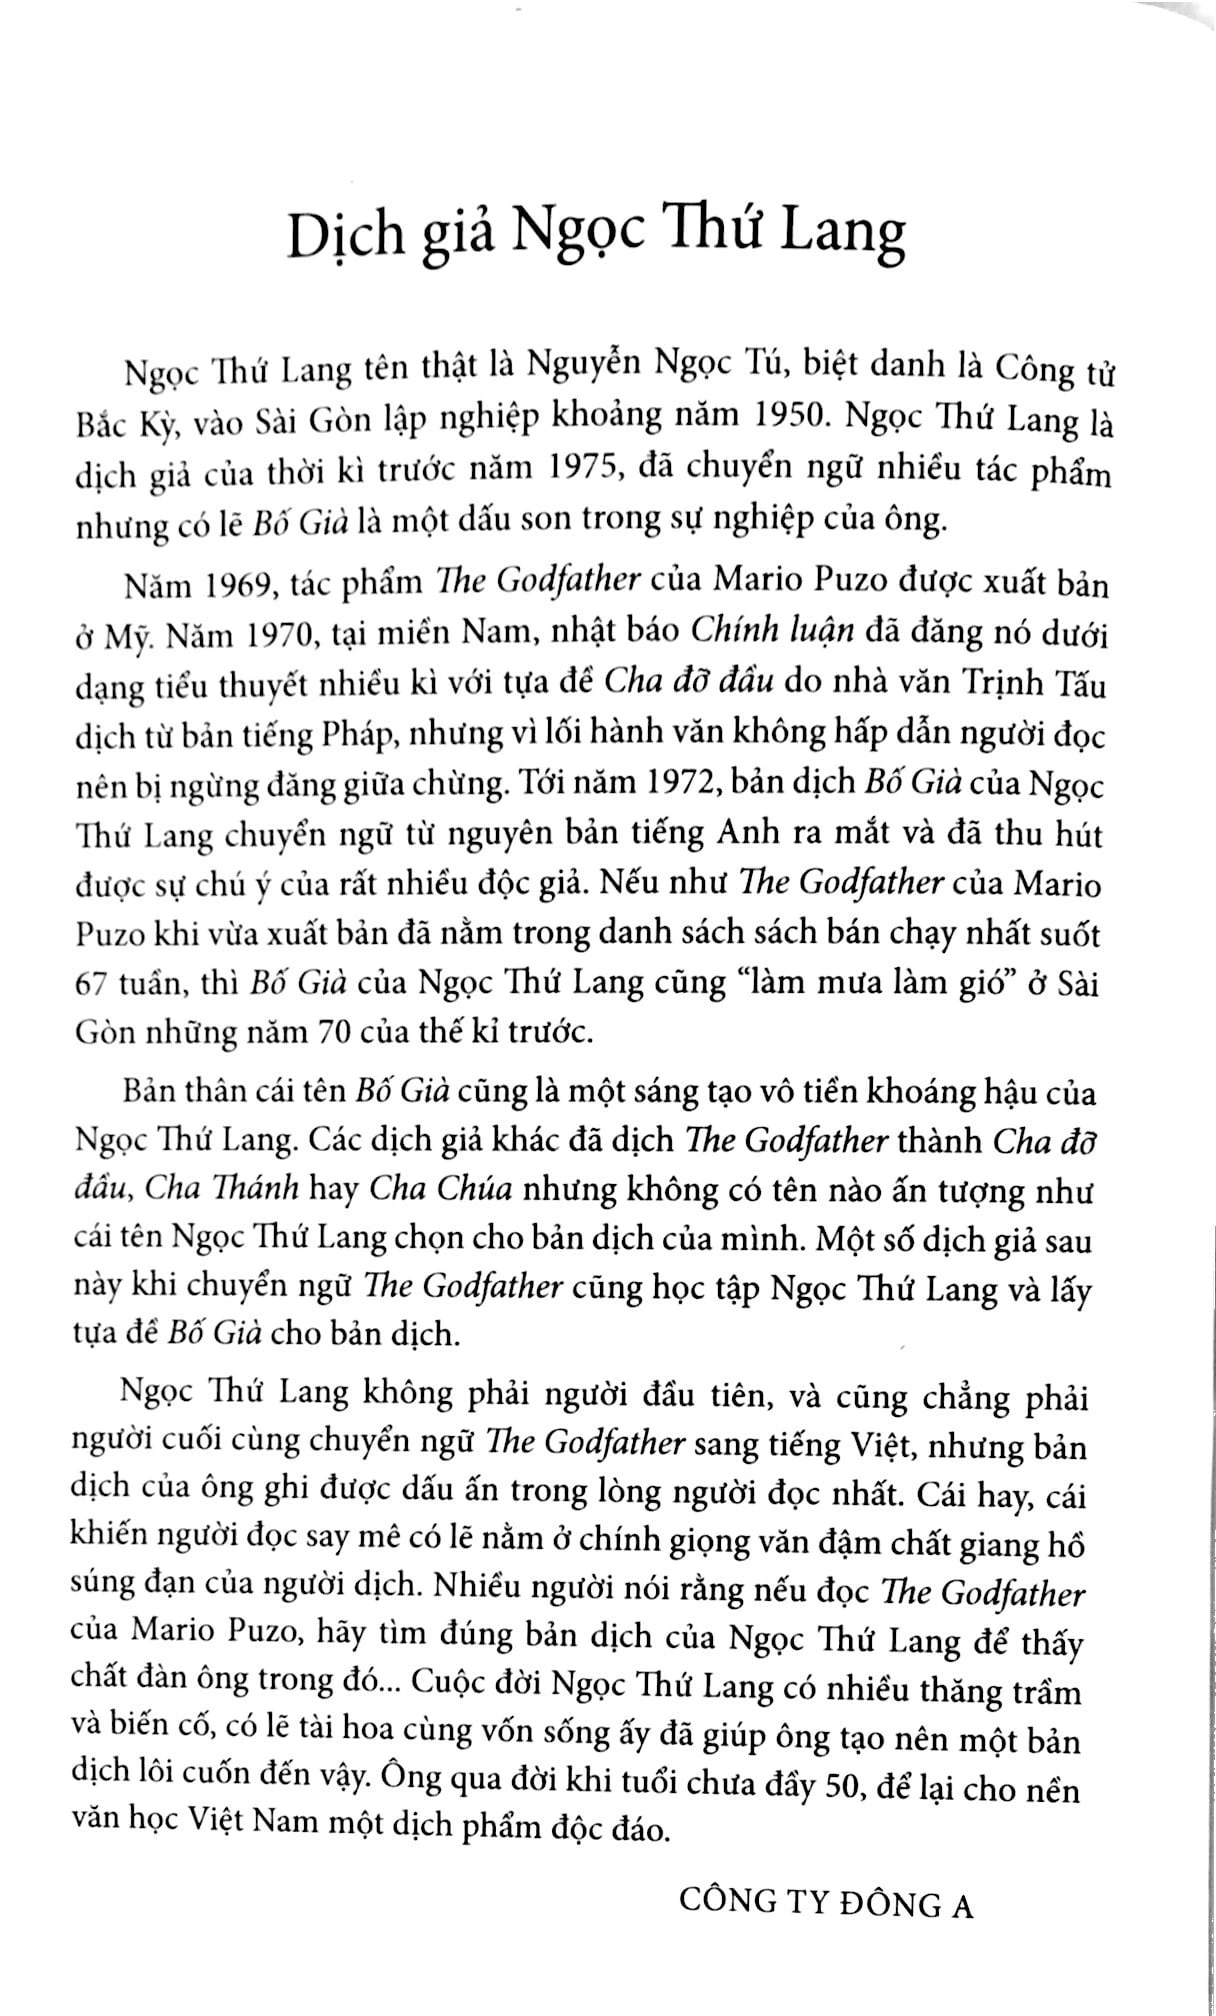 Dịch giả Ngọc Thứ Lang
Ngọc Thứ Lang tên thật là Nguyễn Ngọc Tú, biệt danh là Công tử
Bắc Kỳ, vào Sài Gòn lập nghiệp khoảng năm 1950. Ngọc Thứ Lang là
dịch giả của thời kì trước năm 1975, đã chuyển ngữ nhiều tác phẩm
nhưng có lẽ Bố Già là một dấu son trong sự nghiệp của ông.
Năm 1969, tác phẩm The Godfather của Mario Puzo được xuất bản
ở Mỹ. Năm 1970, tại miền Nam, nhật báo Chính luận đã đăng nó dưới
dạng tiểu thuyết nhiều kì với tựa đề Cha đỡ đầu do nhà văn Trịnh Tấu
dịch từ bản tiếng Pháp, nhưng vì lối hành văn không hấp dẫn người đọc
nên bị ngừng đăng giữa chừng. Tới năm 1972, bản dịch Bố Già của Ngọc
Thứ Lang chuyển ngữ từ nguyên bản tiếng Anh ra mắt và đã thu hút
được sự chú ý của rất nhiều độc giả. Nếu như The Godfather của Mario
Puzo khi vừa xuất bản đã nằm trong danh sách sách bán chạy nhất suốt
67 tuần, thì Bố Già của Ngọc Thứ Lang cũng “làm mưa làm gió” ở Sài
Gòn những năm 70 của thế kỉ trước.
Bản thân cái tên Bố Già cũng là một sáng tạo vô tiền khoáng hậu của
Ngọc Thứ Lang. Các dịch giả khác đã dịch The Godfather thành Cha đỡ
đầu, Cha Thánh hay Cha Chúa nhưng không có tên nào ấn tượng như
cái tên Ngọc Thứ Lang chọn cho bản dịch của mình. Một số dịch giả sau
này khi chuyển ngữ The Godfather cũng học tập Ngọc Thứ Lang và lấy
tựa đề Bố Già cho bản dịch.
Ngọc Thứ Lang không phải người đầu tiên, và cũng chẳng phải
người cuối cùng chuyển ngữ The Godfather sang tiếng Việt, nhưng bản
dịch của ông ghi được dấu ấn trong lòng người đọc nhất. Cái hay, cái
khiến người đọc say mê có lẽ nằm ở chính giọng văn đậm chất giang hồ
súng đạn của người dịch. Nhiều người nói rằng nếu đọc The Godfather
của Mario Puzo, hãy tìm đúng bản dịch của Ngọc Thứ Lang để thấy
chất đàn ông trong đó... Cuộc đời Ngọc Thứ Lang có nhiều thăng trầm
và biến cố, có lẽ tài hoa cùng vốn sống ấy đã giúp ông tạo nên một bản
dịch lôi cuốn đến vậy. Ông qua đời khi tuổi chưa đầy 50, để lại cho nền
văn học Việt Nam một dịch phẩm độc đáo.
CÔNG TY ĐÔNG A